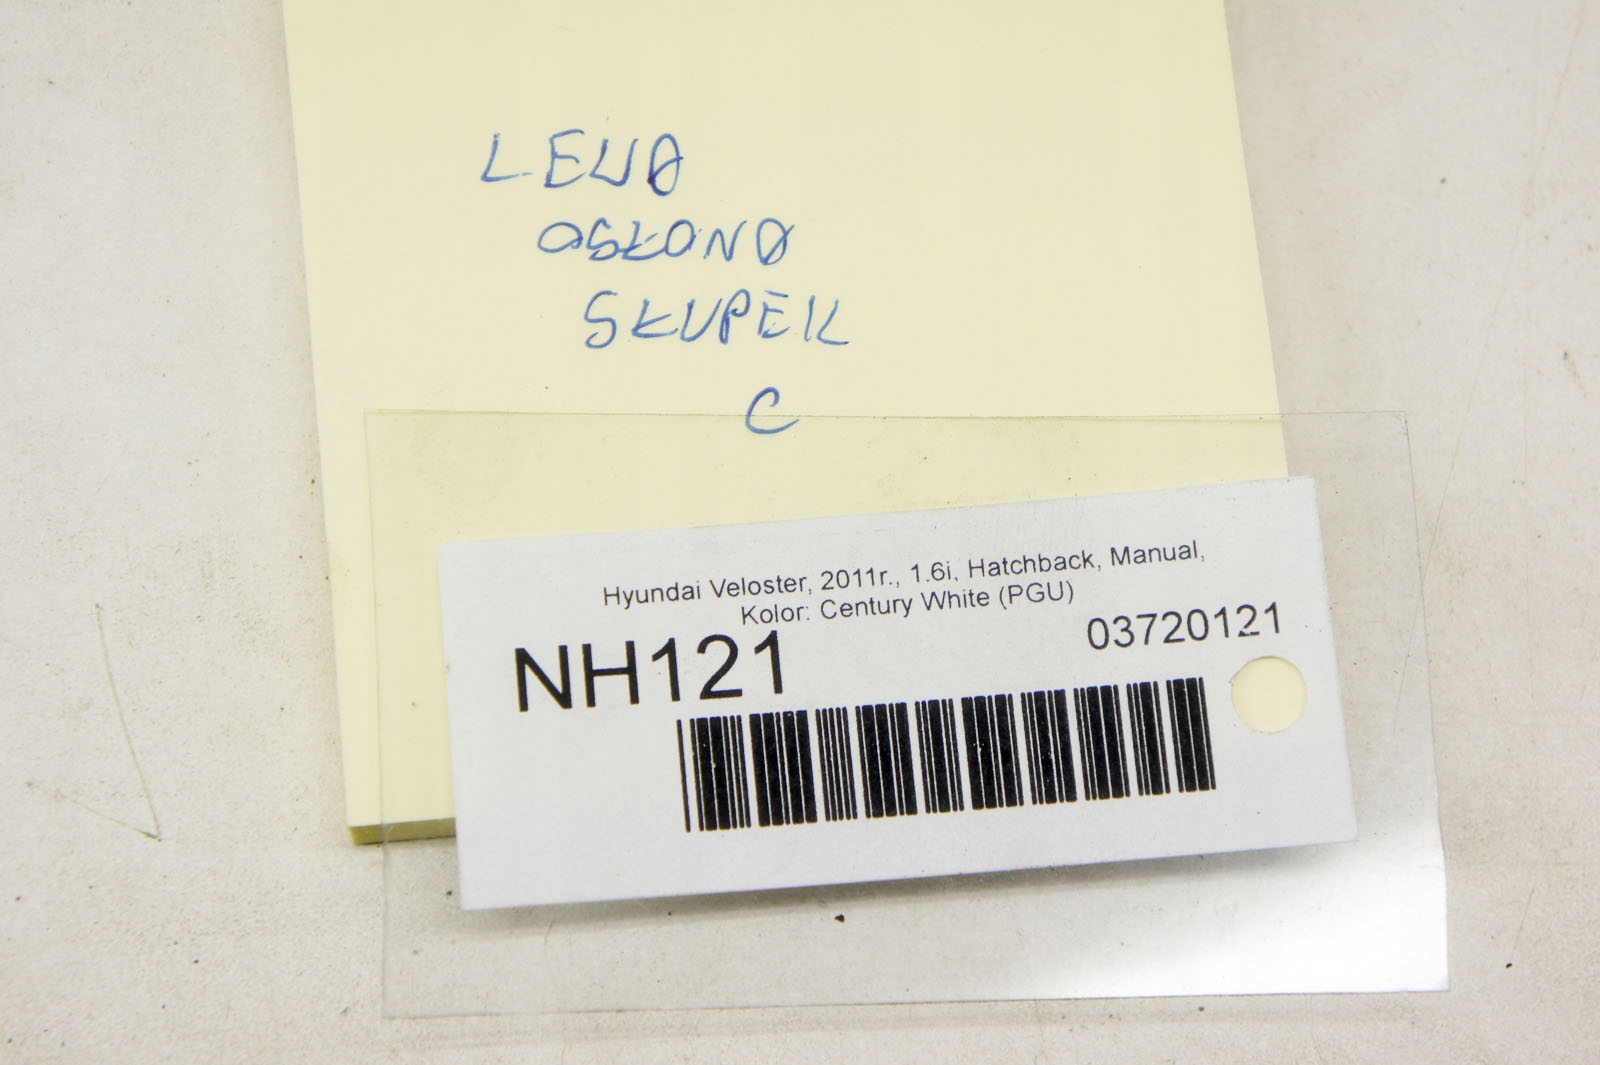 LEWA
OSŁONA
SŁUPEK
C
Hyundai Veloster, 2011r., 1.6i, Hatchback, Manual,
Kolor: Century White (PGU)
NH121
03720121